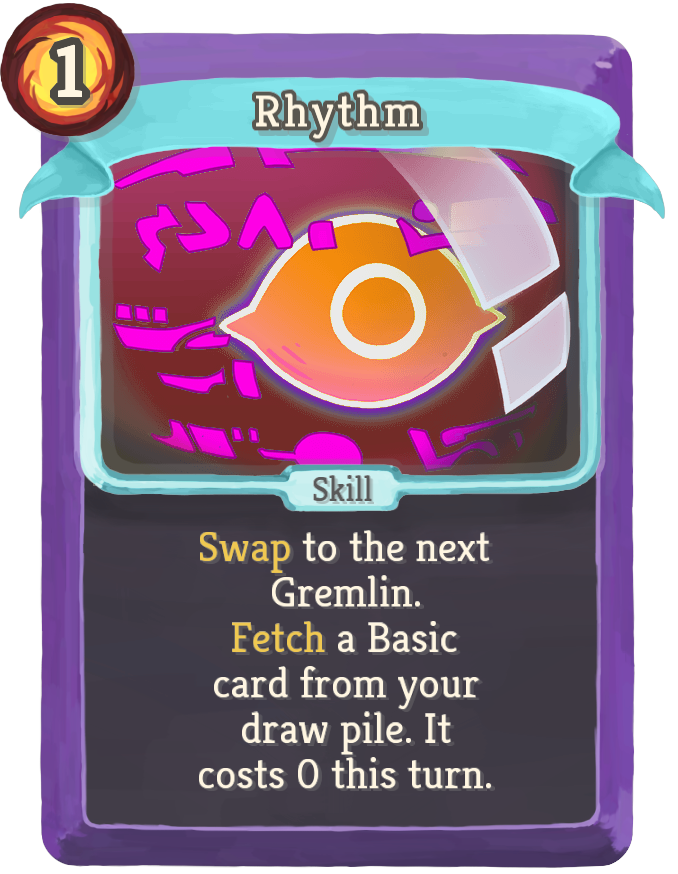 1
Rhythm
Skill
Swap to the next
Gremlin.
Fetch a Basic
card from your
draw pile. It
costs 0 this turn.